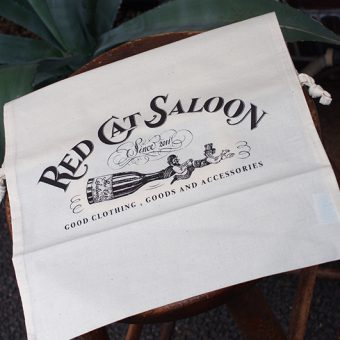 RED CAT SALOON
Since 2011
GOOD CLOTHING , GOODS AND ACCESSORIES